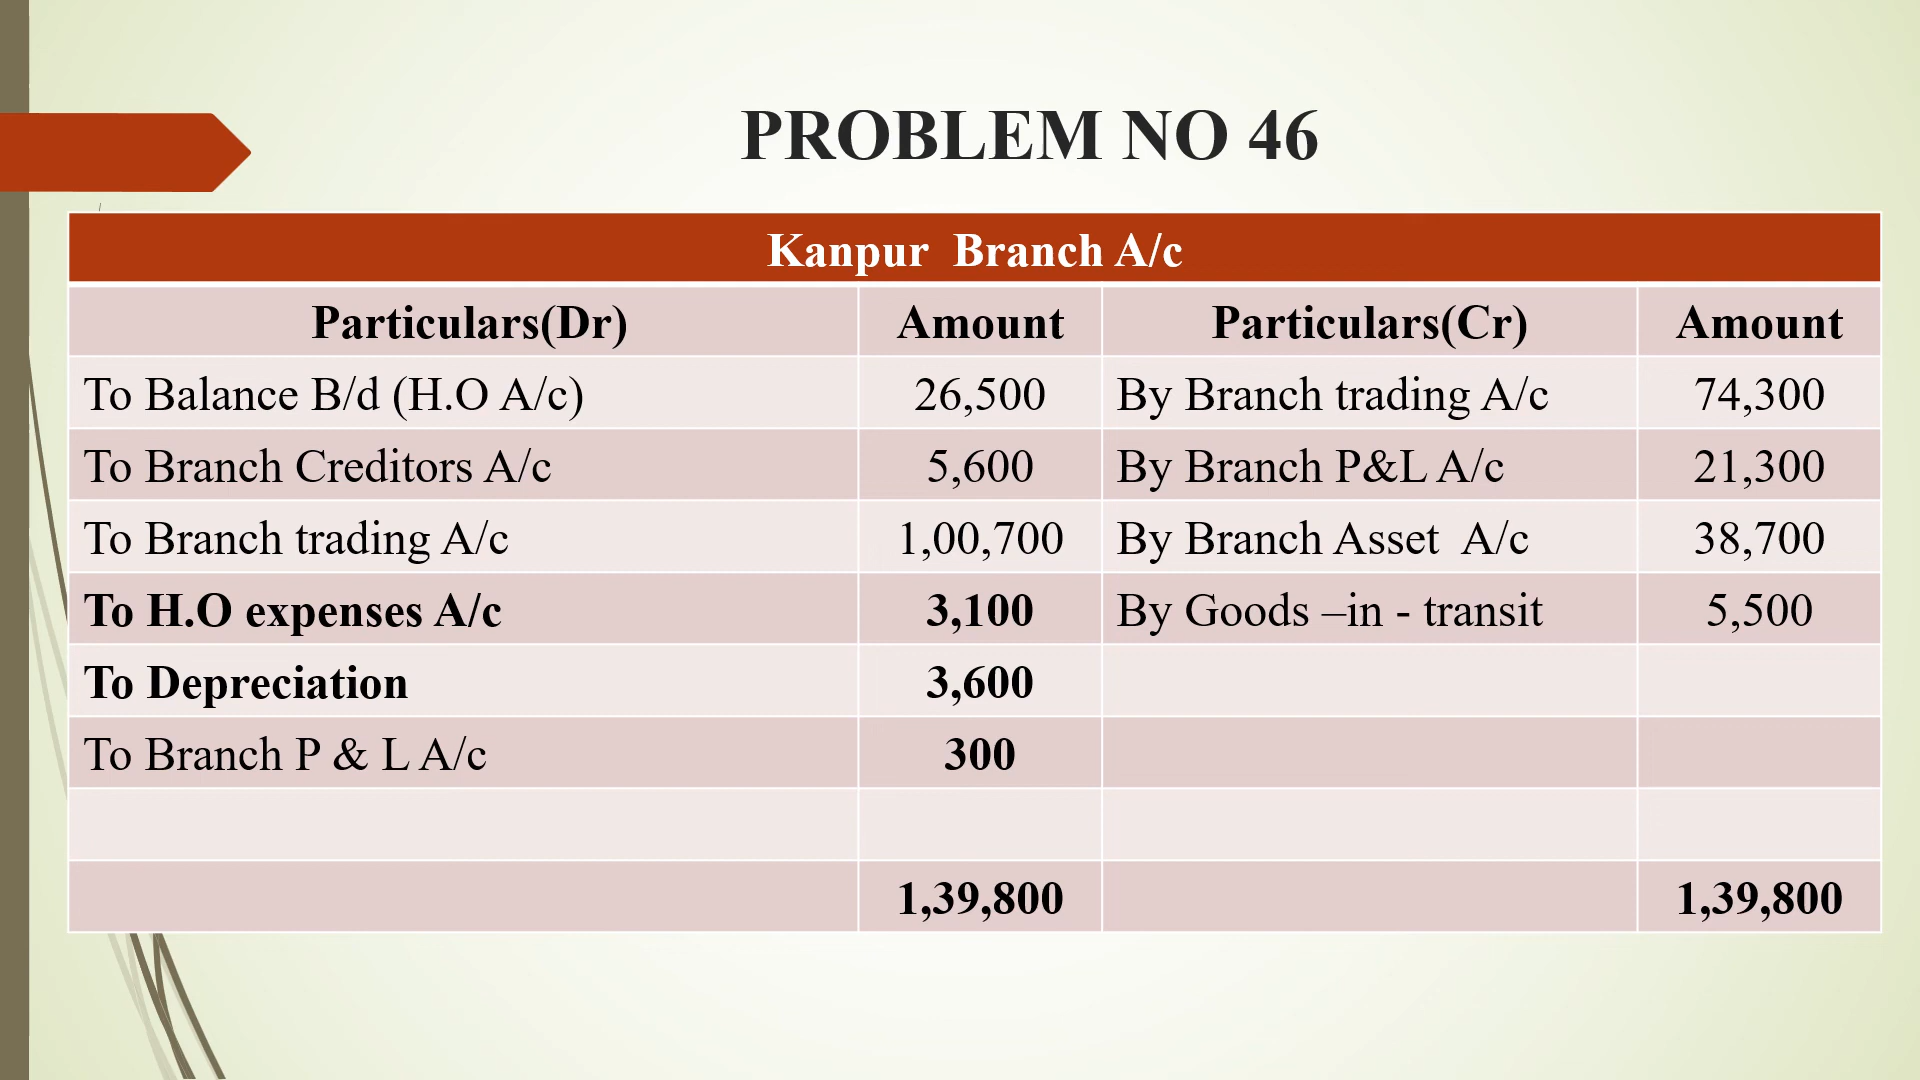 PROBLEM NO 46
Kanpur Branch A/c
Particulars(Dr) Amount Particulars(Cr) Amount
To Balance B/d (H.O A/c) 26,500 By Branch trading A/c 74,300
To Branch Creditors A/c 5,600 By Branch P&L A/c 21,300
To Branch trading A/c 1,00,700 By Branch Asset A/c 38,700
To H.O expenses A/c 3,100 By Goods –in - transit 5,500
To Depreciation 3,600
To Branch P & L A/c 300
1,39,800 1,39,800